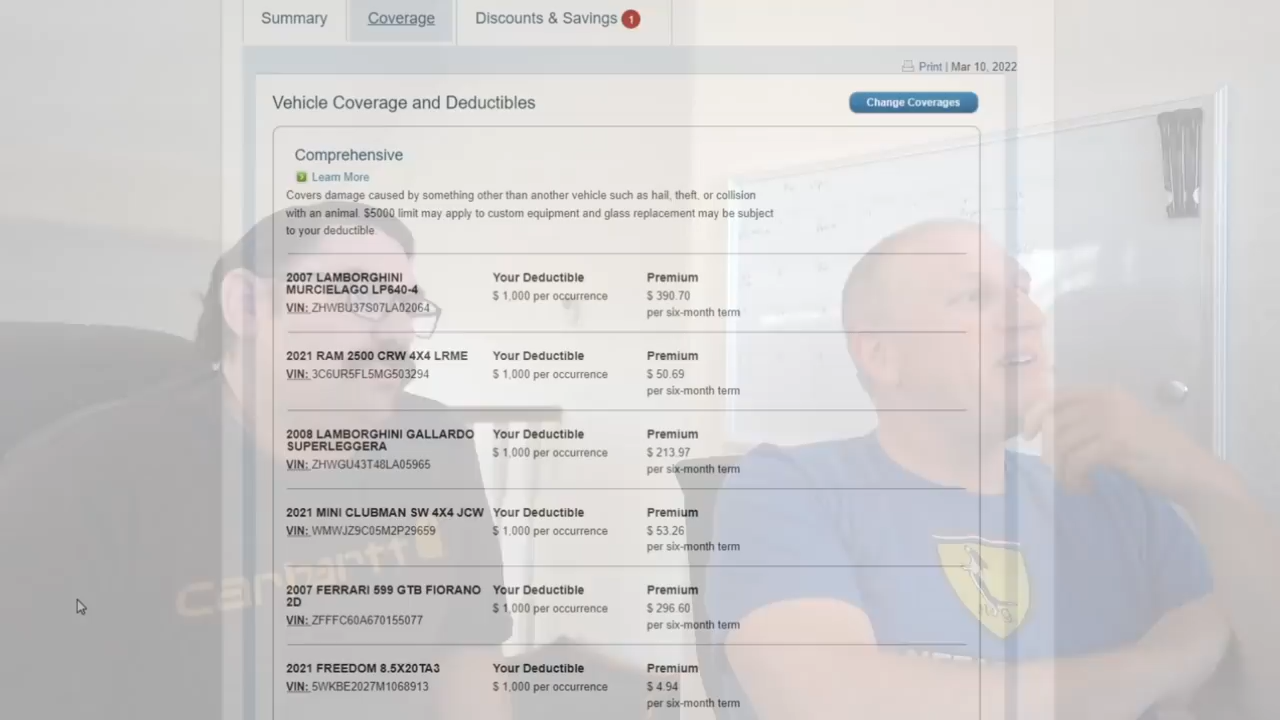 Summary
Coverage
Discounts & Savings 1
Print | Mar 10, 2022
Vehicle Coverage and Deductibles
Change Coverages
Comprehensive
Learn More
Covers damage caused by something other than another vehicle such as hail, theft, or collision
with an animal. $5000 limit may apply to custom equipment and glass replacement may be subject
to your deductible
2007 LAMBORGHINI
MURCIELAGO LP640-4
VIN: ZHWBU37S07LA02064
Your Deductible
$ 1,000 per occurrence
Premium
$ 390.70
per six-month term
2021 RAM 2500 CRW 4X4 LRME
VIN: 3C6UR5FL5MG503294
Your Deductible
$ 1,000 per occurrence
Premium
$ 50.69
per six-month term
2008 LAMBORGHINI GALLARDO
SUPERLEGGERA
VIN: ZHWGU43T48LA05965
Your Deductible
$ 1,000 per occurrence
Premium
$ 213.97
per six-month term
2021 MINI CLUBMAN SW 4X4 JCW
VIN: WMWJZ9C05M2P29659
Your Deductible
$ 1,000 per occurrence
Premium
$ 53.26
per six-month term
2007 FERRARI 599 GTB FIORANO
2D
VIN: ZFFFC60A670155077
Your Deductible
$ 1,000 per occurrence
Premium
$ 296.60
per six-month term
2021 FREEDOM 8.5X20TA3
VIN: 5WKBE2027M1068913
Your Deductible
$ 1,000 per occurrence
Premium
$ 4.94
per six-month term
carhartt